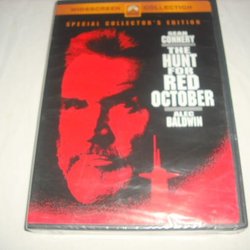 WIDESCREEN COLLECTION
SPECIAL COLLECTOR'S EDITION
SEAN
CONNERY
THE
HUNT
FOR
RED
OCTOBER
ALEC
BALDWIN